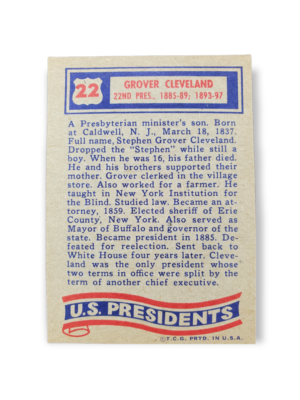 22
GROVER CLEVELAND
22ND PRES., 1885-89; 1893-97
A Presbyterian minister's son. Born
at Caldwell, N. J., March 18, 1837.
Full name, Stephen Grover Cleveland.
Dropped the "Stephen" while still a
boy. When he was 16, his father died.
He and his brothers supported their
mother. Grover clerked in the village
store. Also worked for a farmer. He
taught in New York Institution for
the Blind. Studied law. Became an at-
torney, 1859. Elected sheriff of Erie
County, New York. Also served as
Mayor of Buffalo and governor of the
state. Became president in 1885. De-
feated for reelection. Sent back to
White House four years later. Cleve-
land was the only president whose
two terms in office were split by the
term of another chief executive.
U.S. PRESIDENTS
©T.C.G. PRTD. IN U.S.A.